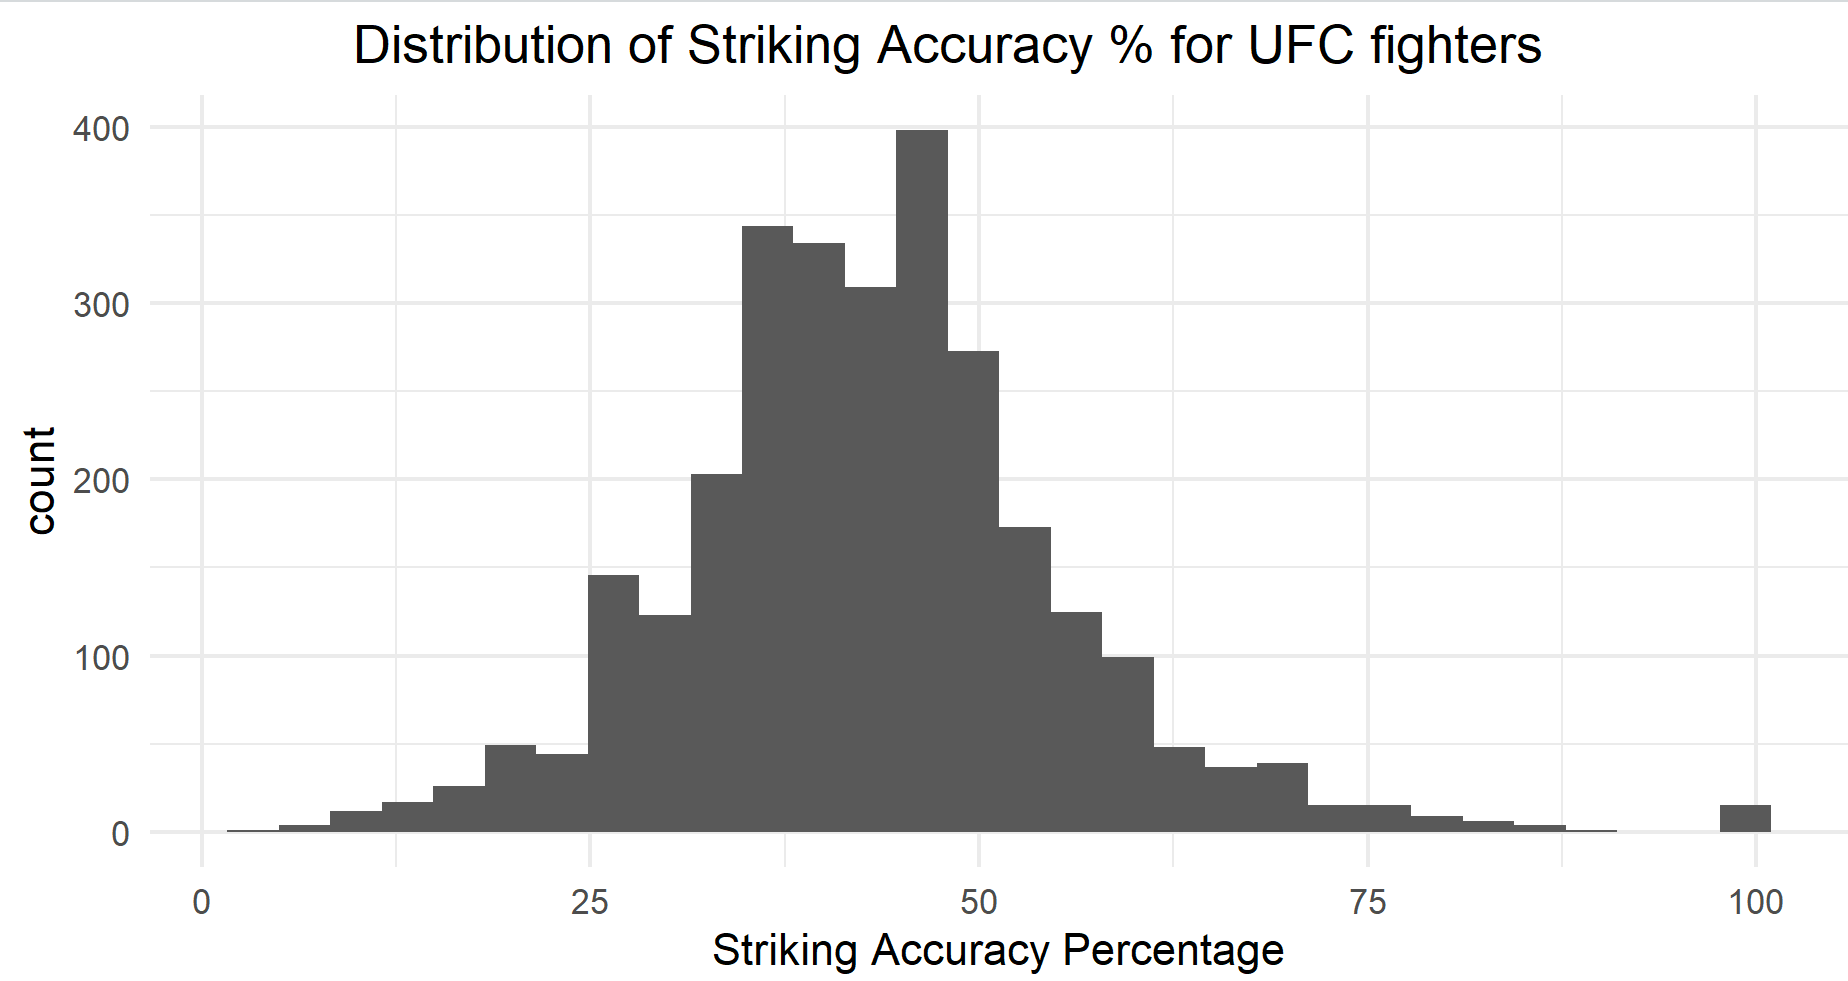 Distribution of Striking Accuracy % for UFC fighters
400
300
200
100
0
count
0 25 50 75 100
Striking Accuracy Percentage